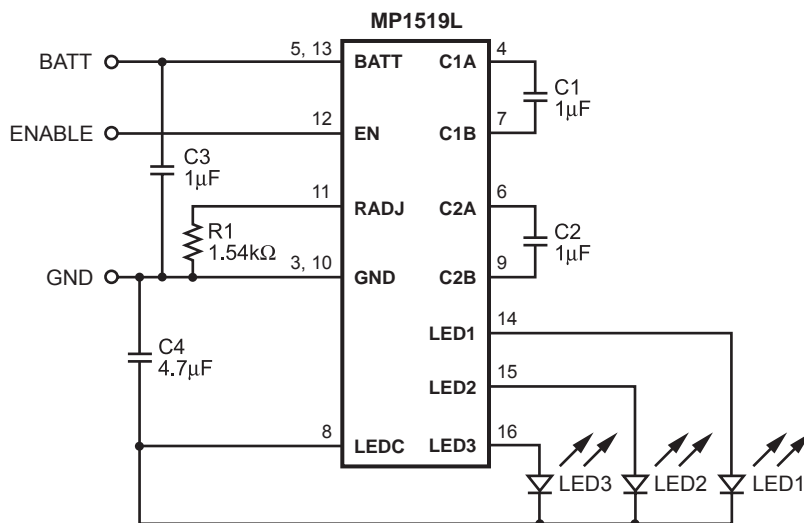 MP1519L
BATT
5, 13
BATT
C1A
4
C1
1µF
ENABLE
12
EN
C1B
7
C3
1µF
11
RADJ
C2A
6
R1
1.54kΩ
C2
1µF
GND
3, 10
GND
C2B
9
LED1
14
C4
4.7µF
LED2
15
8
LEDC
LED3
16
LED3
LED2
LED1